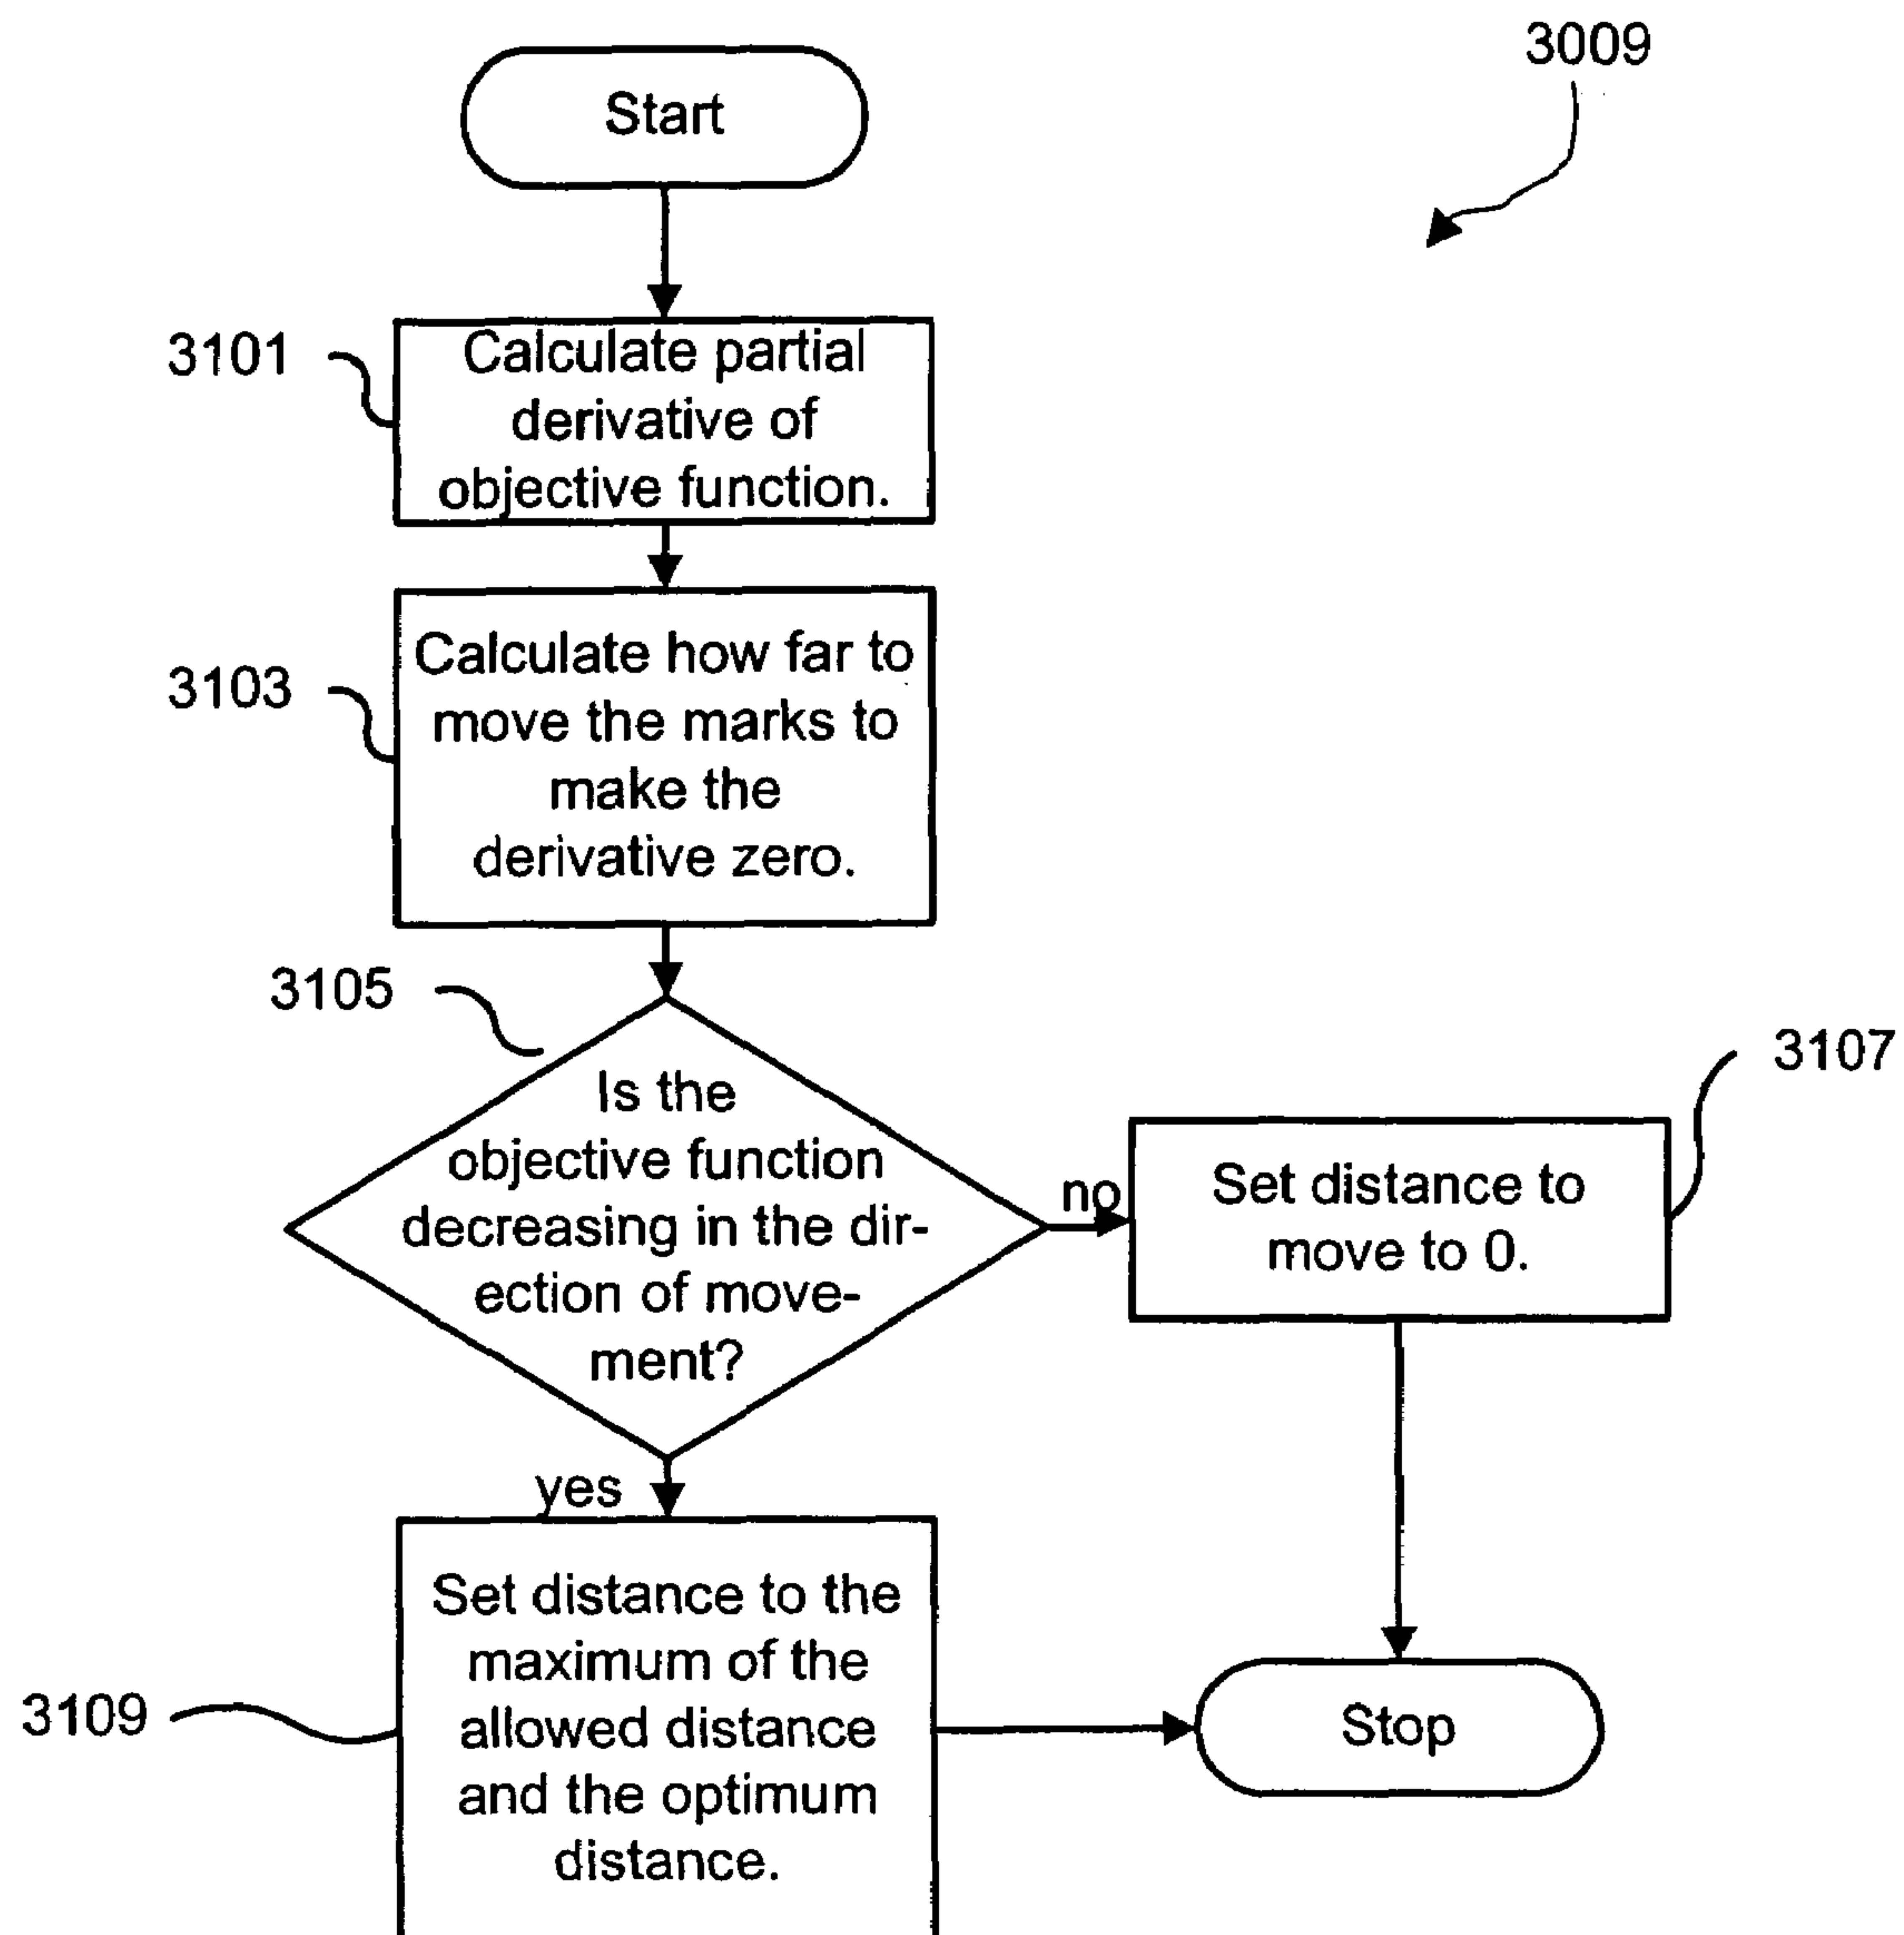 3009
Start
3101
Calculate partial
derivative of
objective function.
3103
Calculate how far to
move the marks to
make the
derivative zero.
3105
Is the
objective function
decreasing in the dir-
ection of move-
ment?
no
3107
Set distance to
move to 0.
yes
3109
Set distance to the
maximum of the
allowed distance
and the optimum
distance.
Stop